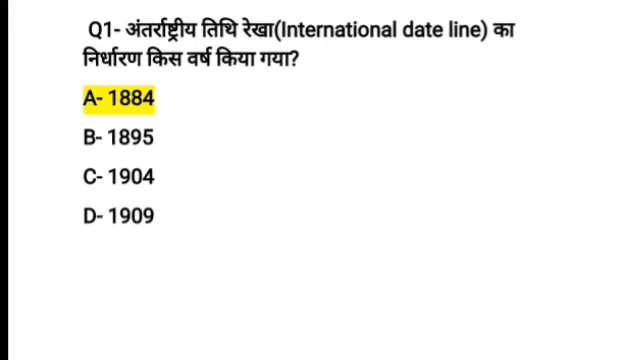 Q1- अंतर्राष्ट्रीय तिथि रेखा(International date line) का
निर्धारण किस वर्ष किया गया?
A- 1884
B- 1895
C- 1904
D- 1909